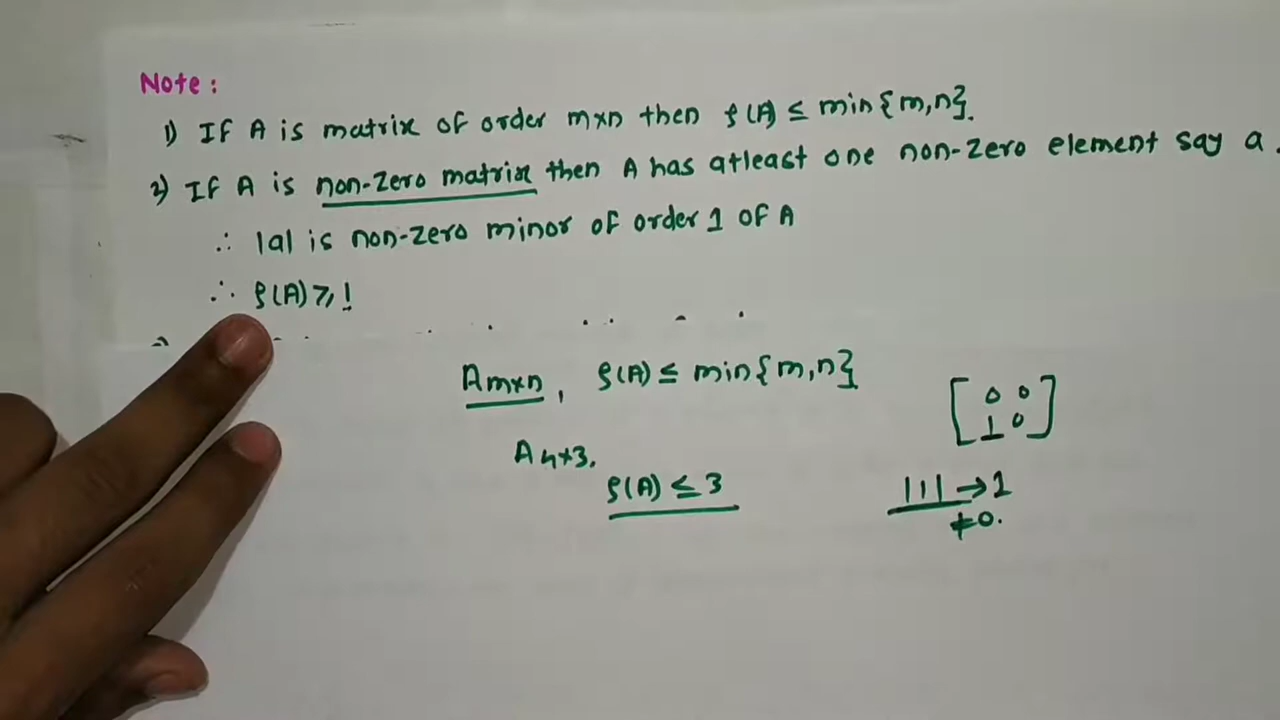 Note :
1) If A is matrix of order m×n then ρ(A) ≤ min{m,n}.
2) If A is non-zero matrix then A has atleast one non-zero element say a.
∴ |a| is non-zero minor of order 1 of A
∴ ρ(A) ≥ 1
A m×n , ρ(A) ≤ min{m,n}
[ 0 0
1 0 ]
A 4×3.
ρ(A) ≤ 3
|1| → 1
≠0.